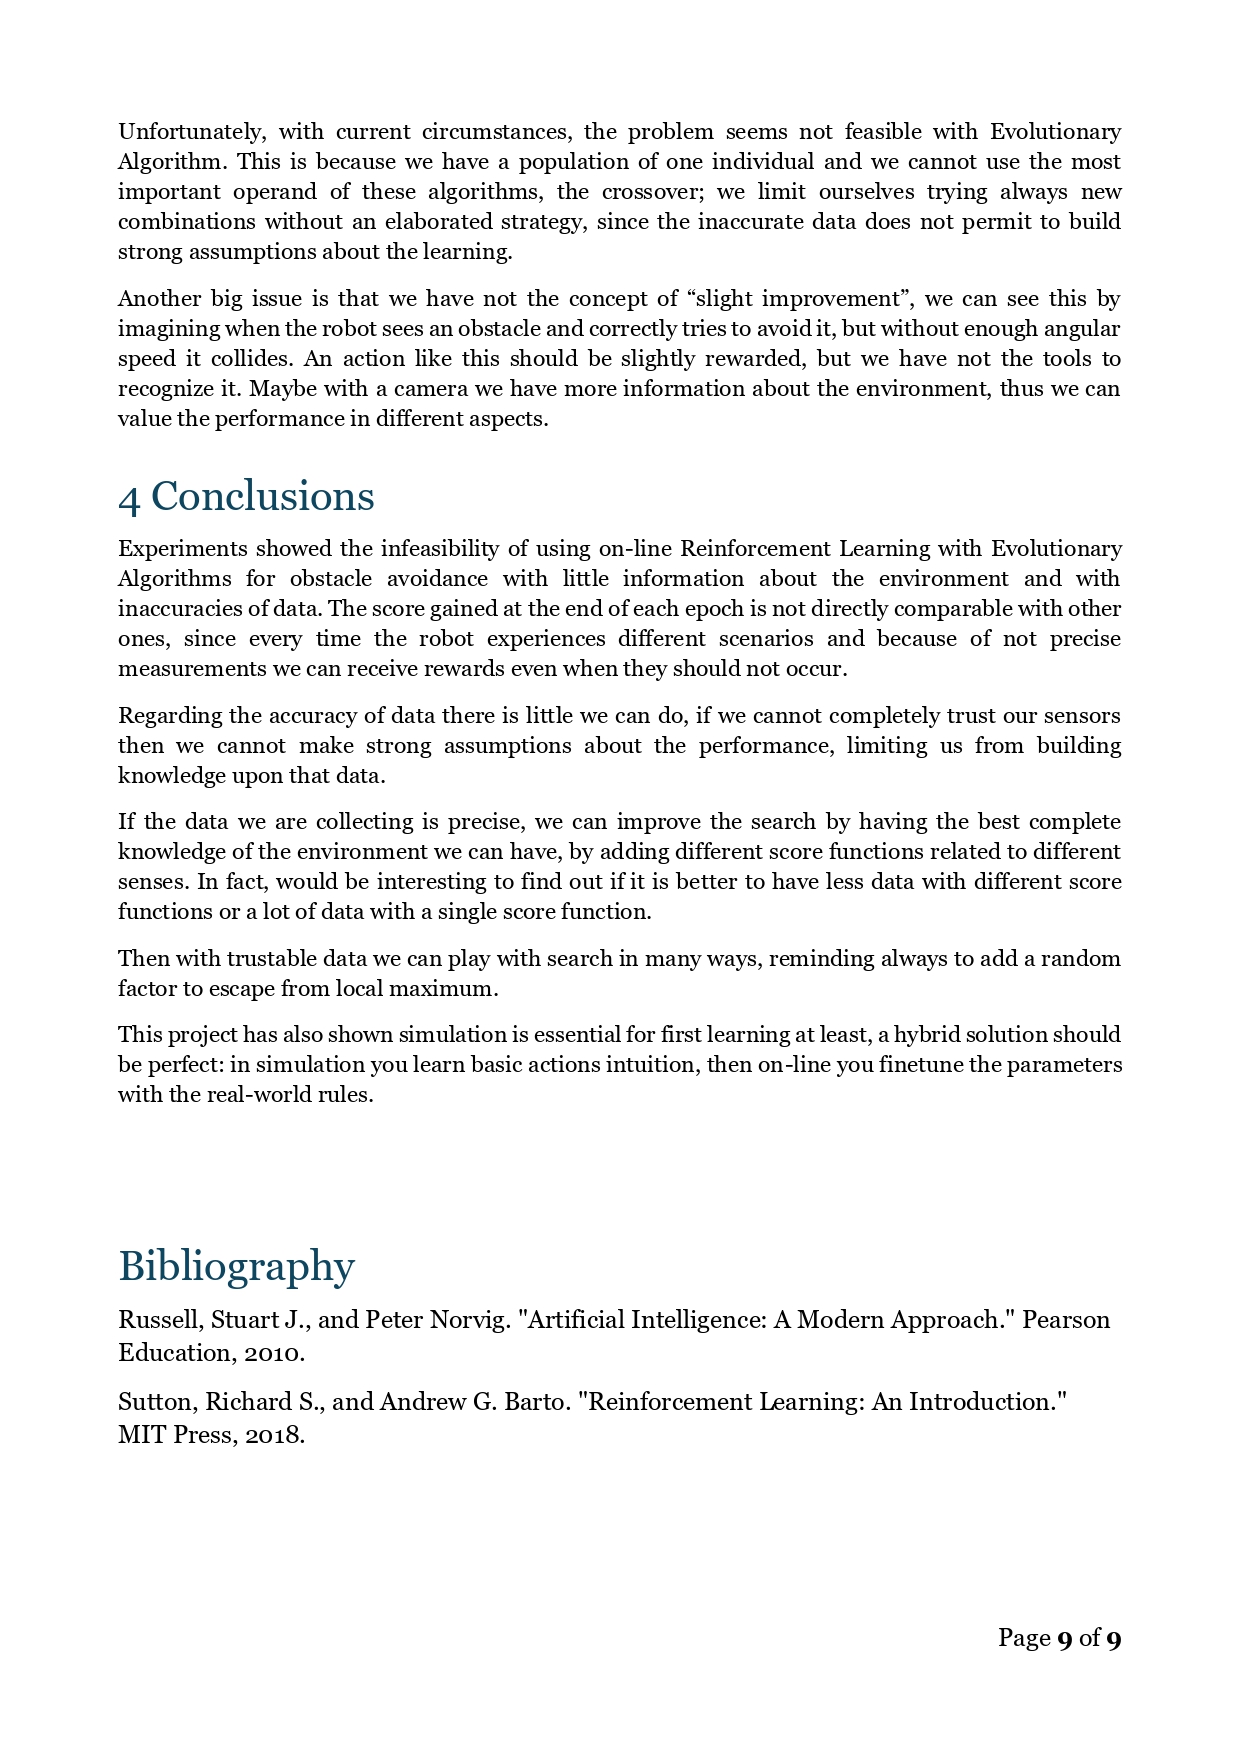 Unfortunately, with current circumstances, the problem seems not feasible with Evolutionary
Algorithm. This is because we have a population of one individual and we cannot use the most
important operand of these algorithms, the crossover; we limit ourselves trying always new
combinations without an elaborated strategy, since the inaccurate data does not permit to build
strong assumptions about the learning.
Another big issue is that we have not the concept of “slight improvement”, we can see this by
imagining when the robot sees an obstacle and correctly tries to avoid it, but without enough angular
speed it collides. An action like this should be slightly rewarded, but we have not the tools to
recognize it. Maybe with a camera we have more information about the environment, thus we can
value the performance in different aspects.
4 Conclusions
Experiments showed the infeasibility of using on-line Reinforcement Learning with Evolutionary
Algorithms for obstacle avoidance with little information about the environment and with
inaccuracies of data. The score gained at the end of each epoch is not directly comparable with other
ones, since every time the robot experiences different scenarios and because of not precise
measurements we can receive rewards even when they should not occur.
Regarding the accuracy of data there is little we can do, if we cannot completely trust our sensors
then we cannot make strong assumptions about the performance, limiting us from building
knowledge upon that data.
If the data we are collecting is precise, we can improve the search by having the best complete
knowledge of the environment we can have, by adding different score functions related to different
senses. In fact, would be interesting to find out if it is better to have less data with different score
functions or a lot of data with a single score function.
Then with trustable data we can play with search in many ways, reminding always to add a random
factor to escape from local maximum.
This project has also shown simulation is essential for first learning at least, a hybrid solution should
be perfect: in simulation you learn basic actions intuition, then on-line you finetune the parameters
with the real-world rules.
Bibliography
Russell, Stuart J., and Peter Norvig. "Artificial Intelligence: A Modern Approach." Pearson
Education, 2010.
Sutton, Richard S., and Andrew G. Barto. "Reinforcement Learning: An Introduction."
MIT Press, 2018.
Page 9 of 9